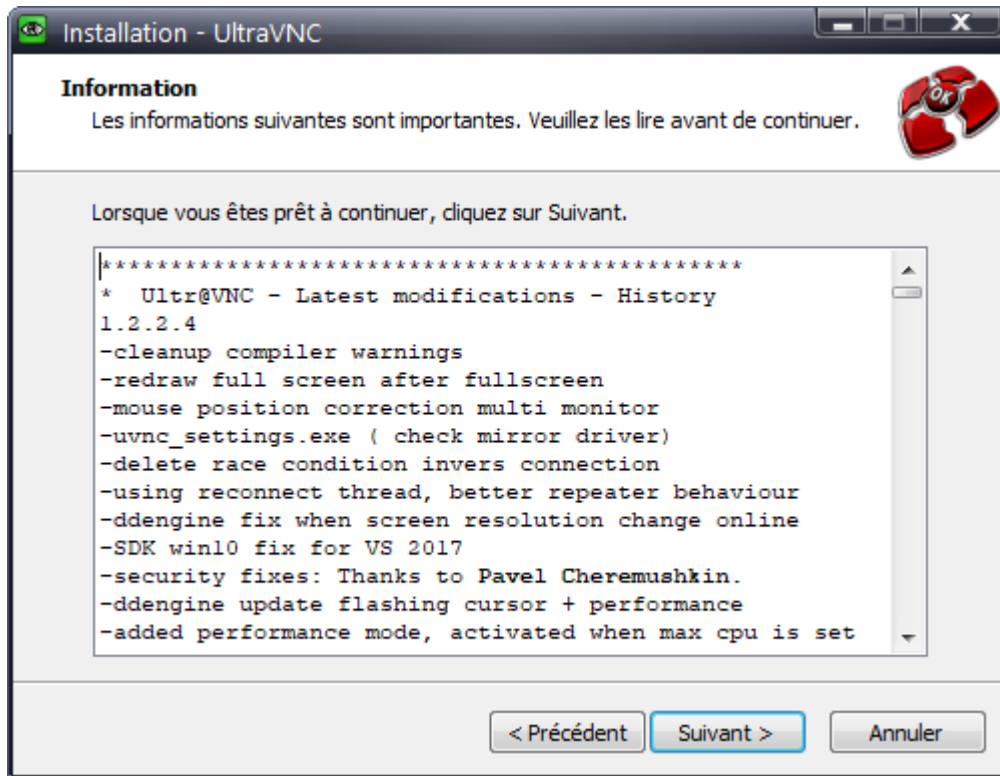 Installation - UltraVNC
Information
Les informations suivantes sont importantes. Veuillez les lire avant de continuer.
OK
Lorsque vous êtes prêt à continuer, cliquez sur Suivant.
***********************************************
*  Ultr@VNC - Latest modifications - History
1.2.2.4
-cleanup compiler warnings
-redraw full screen after fullscreen
-mouse position correction multi monitor
-uvnc_settings.exe ( check mirror driver)
-delete race condition invers connection
-using reconnect thread, better repeater behaviour
-ddengine fix when screen resolution change online
-SDK win10 fix for VS 2017
-security fixes: Thanks to Pavel Cheremushkin.
-ddengine update flashing cursor + performance
-added performance mode, activated when max cpu is set
< Précédent
Suivant >
Annuler